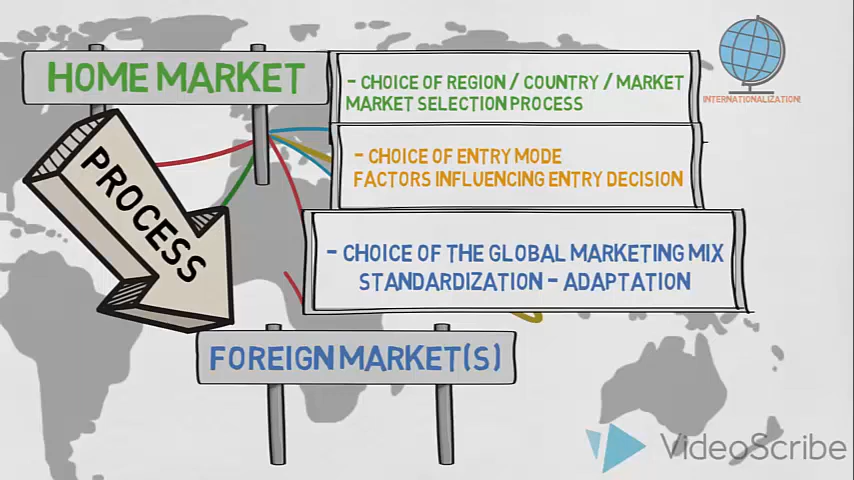 HOME MARKET
- CHOICE OF REGION / COUNTRY / MARKET
MARKET SELECTION PROCESS
INTERNATIONALIZATION!
- CHOICE OF ENTRY MODE
FACTORS INFLUENCING ENTRY DECISION
PROCESS
- CHOICE OF THE GLOBAL MARKETING MIX
STANDARDIZATION - ADAPTATION
FOREIGN MARKET(S)
VideoScribe